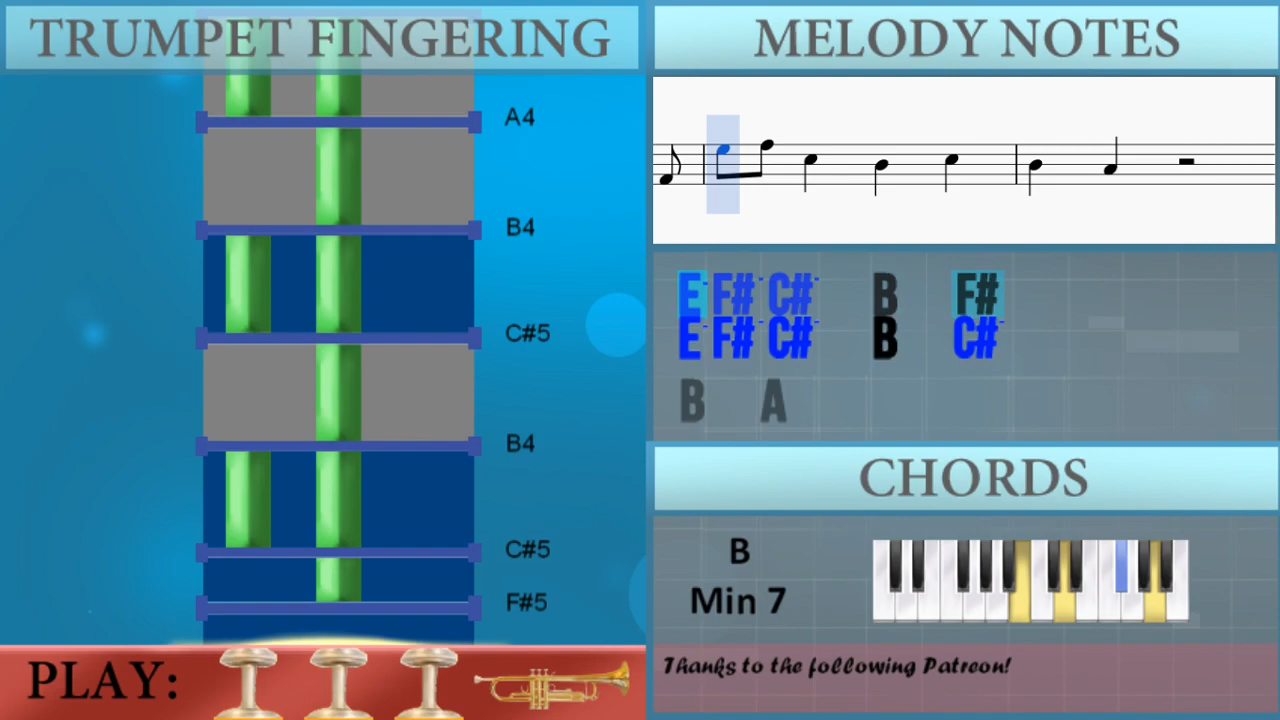 TRUMPET FINGERING
A4
B4
C#5
B4
C#5
F#5
PLAY:
MELODY NOTES
E- F#- C#- B F#
E- F#- C#- B C#-
B A
CHORDS
B
Min 7
Thanks to the following Patreon!